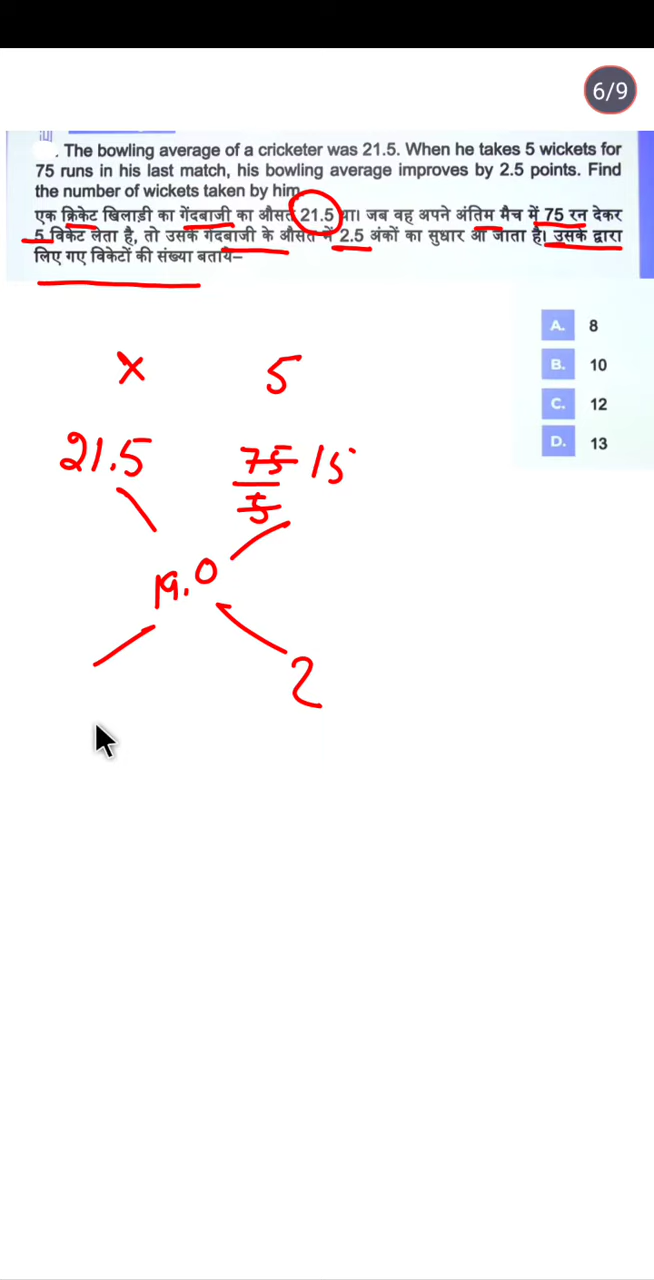 6/9
. The bowling average of a cricketer was 21.5. When he takes 5 wickets for
75 runs in his last match, his bowling average improves by 2.5 points. Find
the number of wickets taken by him
एक क्रिकेट खिलाड़ी का गेंदबाजी का औसत 21.5 था। जब वह अपने अंतिम मैच में 75 रन देकर
5 विकेट लेता है, तो उसके गेंदबाजी के औसत में 2.5 अंकों का सुधार आ जाता है। उसके द्वारा
लिए गए विकेटों की संख्या बताये–
A. 8
B. 10
C. 12
D. 13
x 5
21.5 75 15
5
19.0
2